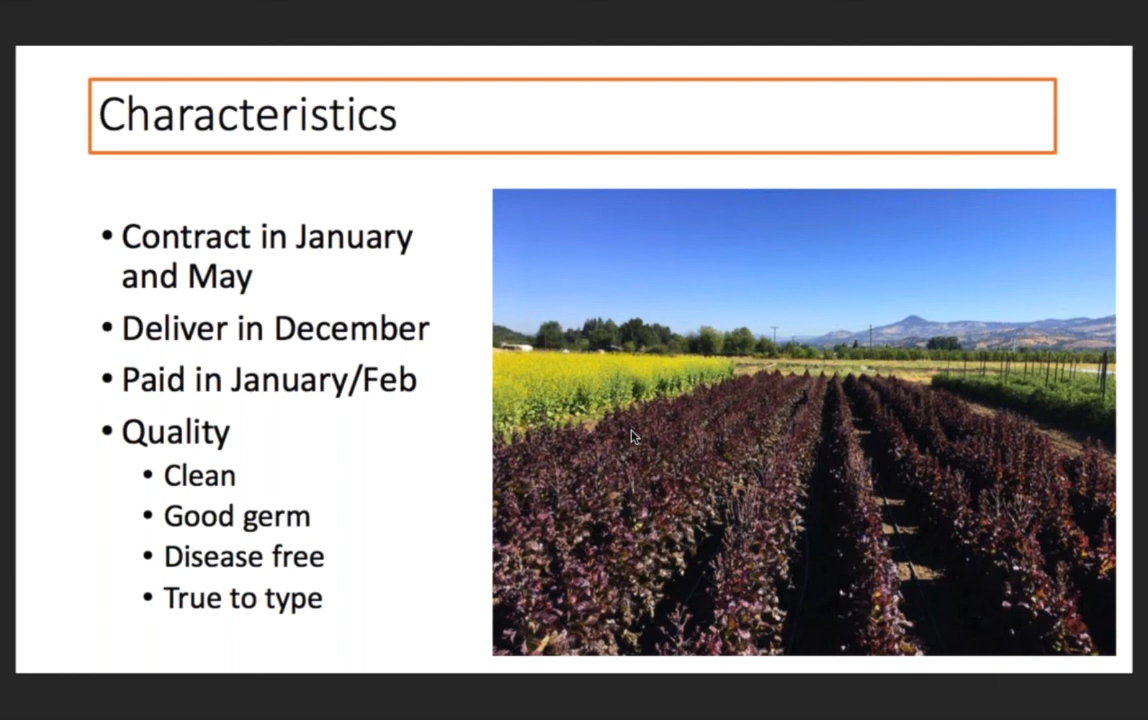 Characteristics
• Contract in January
and May
• Deliver in December
• Paid in January/Feb
• Quality
• Clean
• Good germ
• Disease free
• True to type